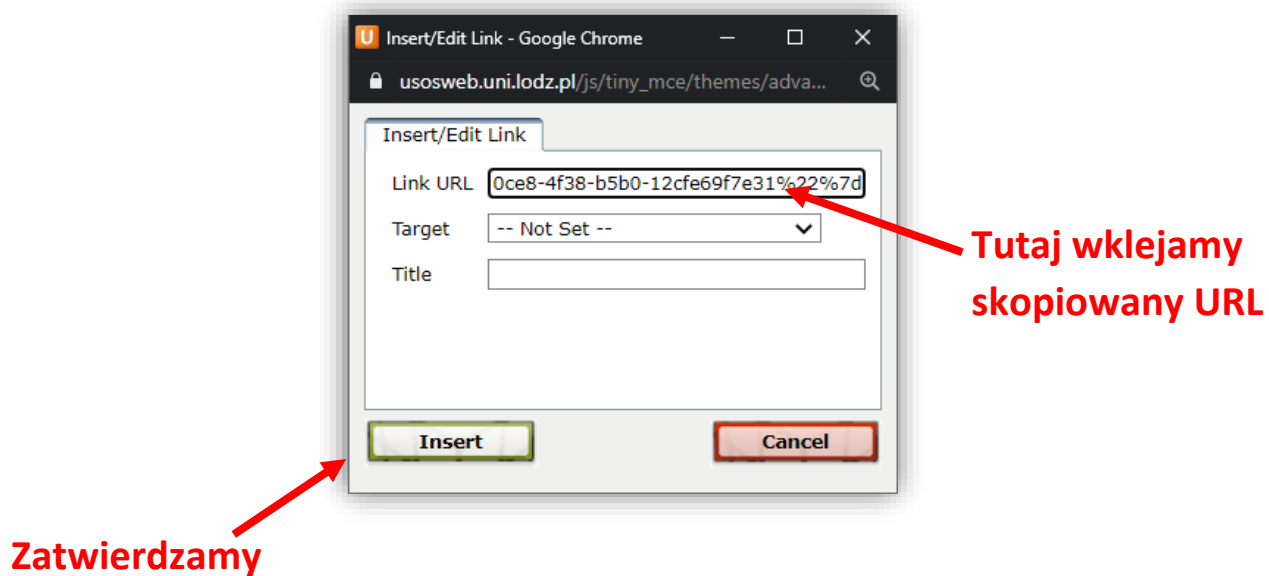 U Insert/Edit Link - Google Chrome
usosweb.uni.lodz.pl/js/tiny_mce/themes/adva...
Insert/Edit Link
Link URL 0ce8-4f38-b5b0-12cfe69f7e31%22%7d
Target -- Not Set --
Title
Tutaj wklejamy
skopiowany URL
Insert Cancel
Zatwierdzamy